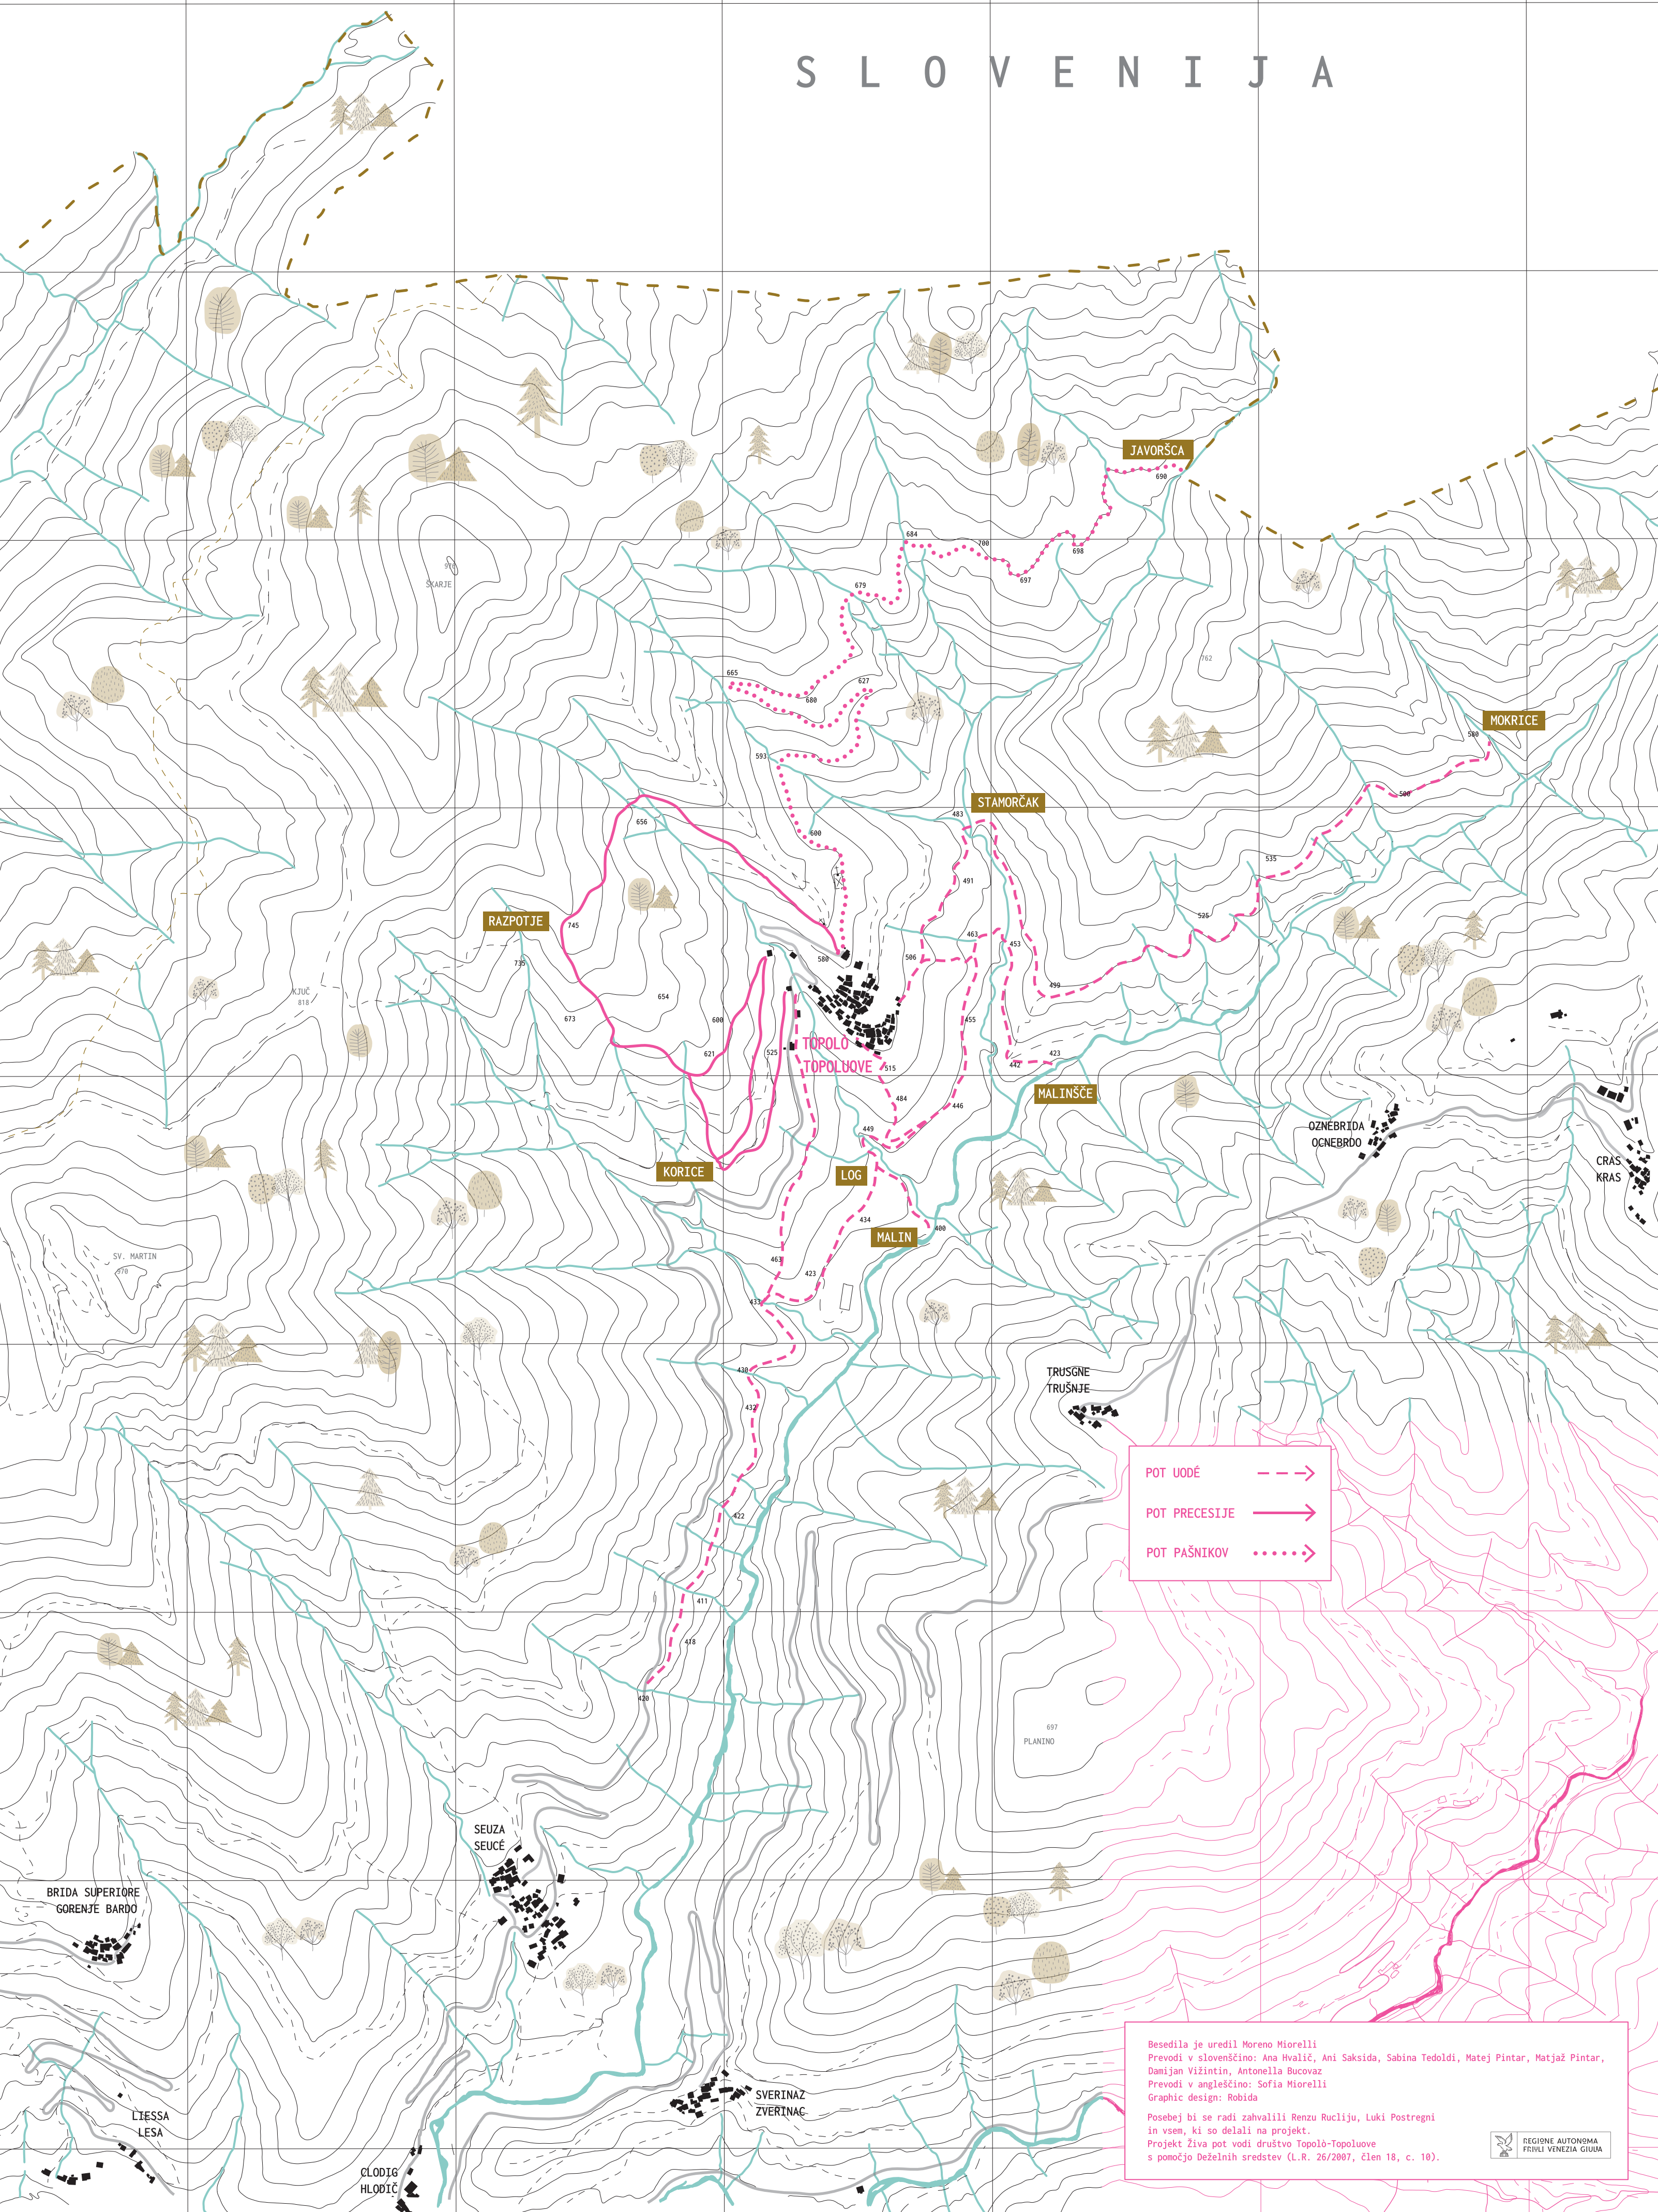 SLOVENIJA
JAVORŠCA
690
684
700
698
697
679
976
ŠKARJE
762
665
627
680
MOKRICE
580
593
500
STAMORČAK
483
656
600
535
491
RAZPOTJE
745
525
463
453
735
580
506
499
KJUČ
818
654
673
600
455
621
525
TOPOLÒ
TOPOLUOVE
423
442
515
MALINŠČE
484
446
OZNEBRIDA
OCNEBRDO
449
CRAS
KRAS
KORICE
LOG
434
400
MALIN
SV. MARTIN
970
463
423
433
430
TRUSGNE
TRUŠNJE
432
POT UODÉ
POT PRECESIJE
POT PAŠNIKOV
422
411
418
420
697
PLANINO
SEUZA
SEUCÉ
BRIDA SUPERIORE
GORENJE BARDO
SVERINAZ
ZVERINAC
LIESSA
LESA
CLODIG
HLODIČ
Besedila je uredil Moreno Miorelli
Prevodi v slovenščino: Ana Hvalič, Ani Saksida, Sabina Tedoldi, Matej Pintar, Matjaž Pintar,
Damijan Vižintin, Antonella Bucovaz
Prevodi v angleščino: Sofia Miorelli
Graphic design: Robida
Posebej bi se radi zahvalili Renzu Rucliju, Luki Postregni
in vsem, ki so delali na projekt.
Projekt Živa pot vodi društvo Topolò-Topoluove
s pomočjo Deželnih sredstev (L.R. 26/2007, člen 18, c. 10).
REGIONE AUTONOMA
FRIULI VENEZIA GIULIA